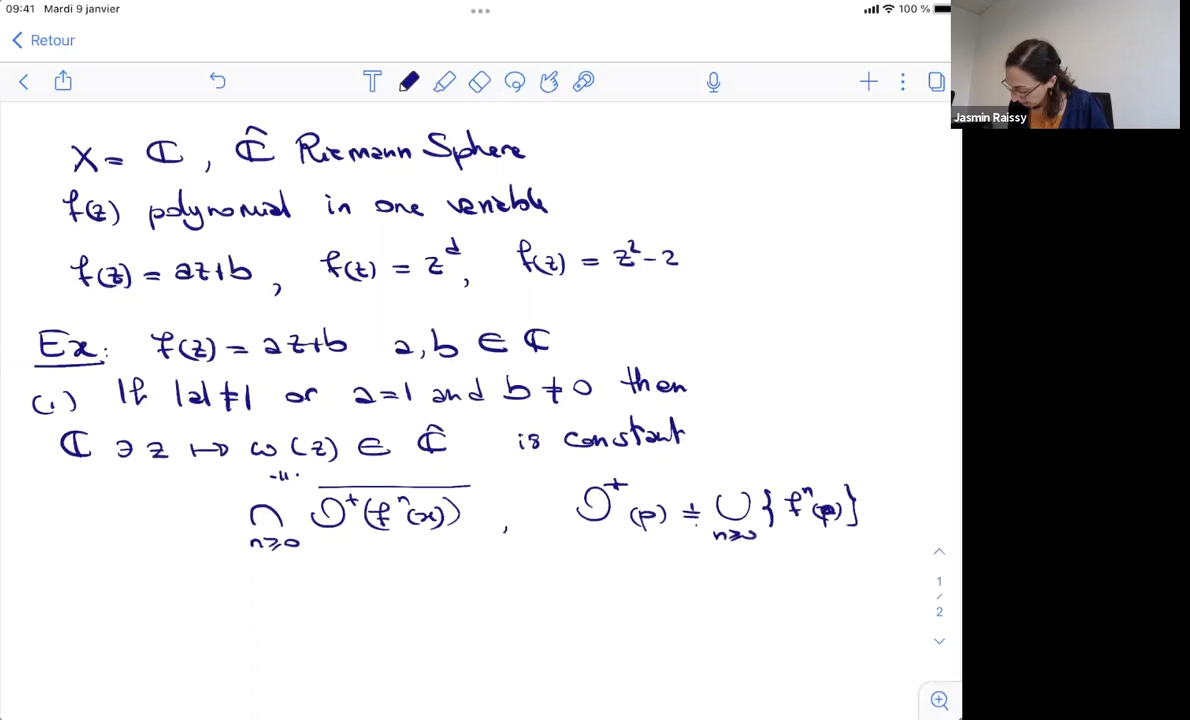 09:41 Mardi 9 janvier
100 %
Retour
Jasmin Raissy
X = ℂ, Ĉ Riemann Sphere
f(z) polynomial in one variable
f(z) = az+b, f(z) = z^d, f(z) = z²-2
Ex: f(z) = az+b a,b ∈ ℂ
(1) If |a|≠1 or a=1 and b≠0 then
ℂ ∋ z ↦ ω(z) ∈ Ĉ is constant
-"-
⋂ n≥0 \overline{O⁺(fⁿ(x))}, O⁺(p) ≐ ⋃ n≥0 {fⁿ(p)}
1
/
2